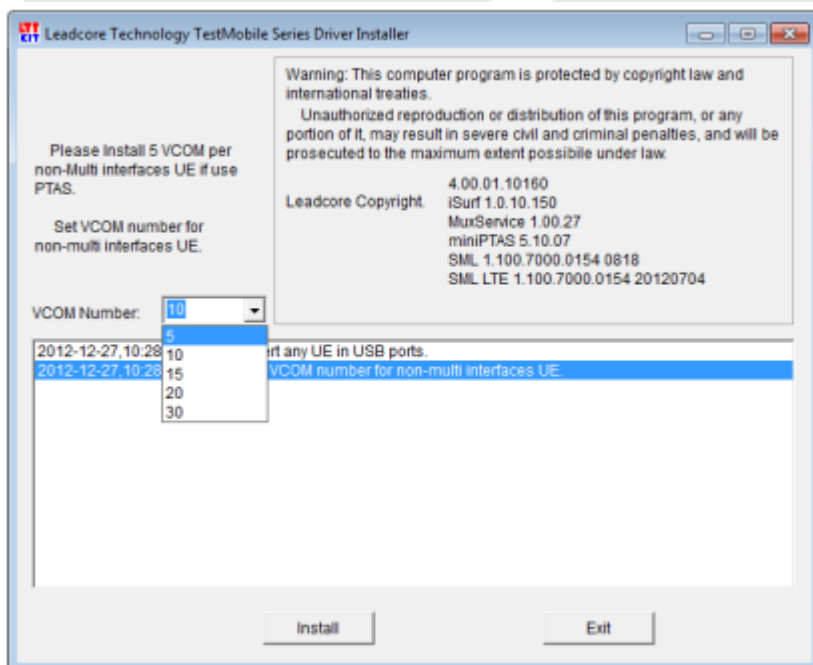 LTT
CIT
Leadcore Technology TestMobile Series Driver Installer
Please Install 5 VCOM per
non-Multi interfaces UE if use
PTAS.
Set VCOM number for
non-multi interfaces UE.
Warning: This computer program is protected by copyright law and
international treaties.
Unauthorized reproduction or distribution of this program, or any
portion of it, may result in severe civil and criminal penalties, and will be
prosecuted to the maximum extent possibile under law.
Leadcore Copyright.
4.00.01.10160
iSurf 1.0.10.150
MuxService 1.00.27
miniPTAS 5.10.07
SML 1.100.7000.0154 0818
SML LTE 1.100.7000.0154 20120704
VCOM Number:
10
5
10
15
20
30
2012-12-27,10:28 any UE in USB ports.
2012-12-27,10:28 VCOM number for non-multi interfaces UE.
Install
Exit